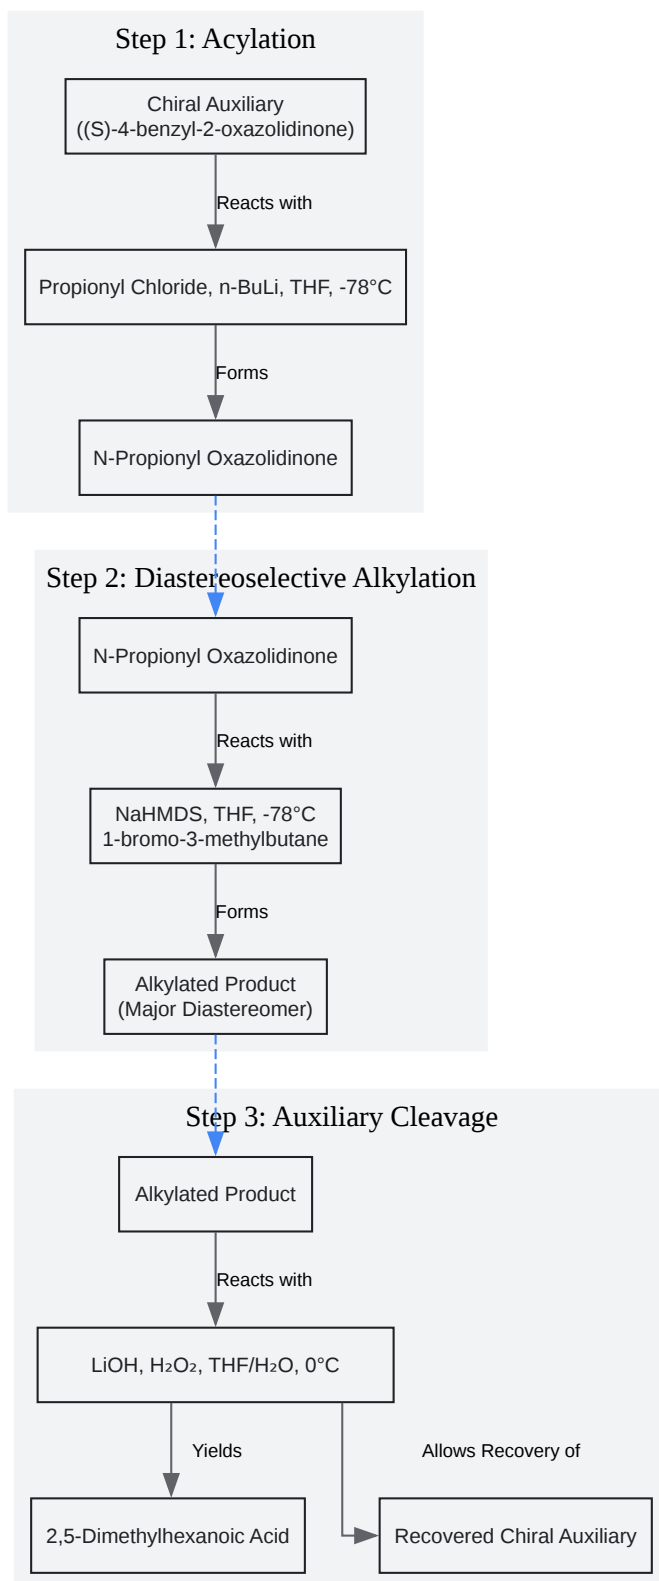 Step 1: Acylation
Chiral Auxiliary
((S)-4-benzyl-2-oxazolidinone)
Reacts with
Propionyl Chloride, n-BuLi, THF, -78°C
Forms
N-Propionyl Oxazolidinone
Step 2: Diastereoselective Alkylation
N-Propionyl Oxazolidinone
Reacts with
NaHMDS, THF, -78°C
1-bromo-3-methylbutane
Forms
Alkylated Product
(Major Diastereomer)
Step 3: Auxiliary Cleavage
Alkylated Product
Reacts with
LiOH, H₂O₂, THF/H₂O, 0°C
Yields
Allows Recovery of
2,5-Dimethylhexanoic Acid
Recovered Chiral Auxiliary